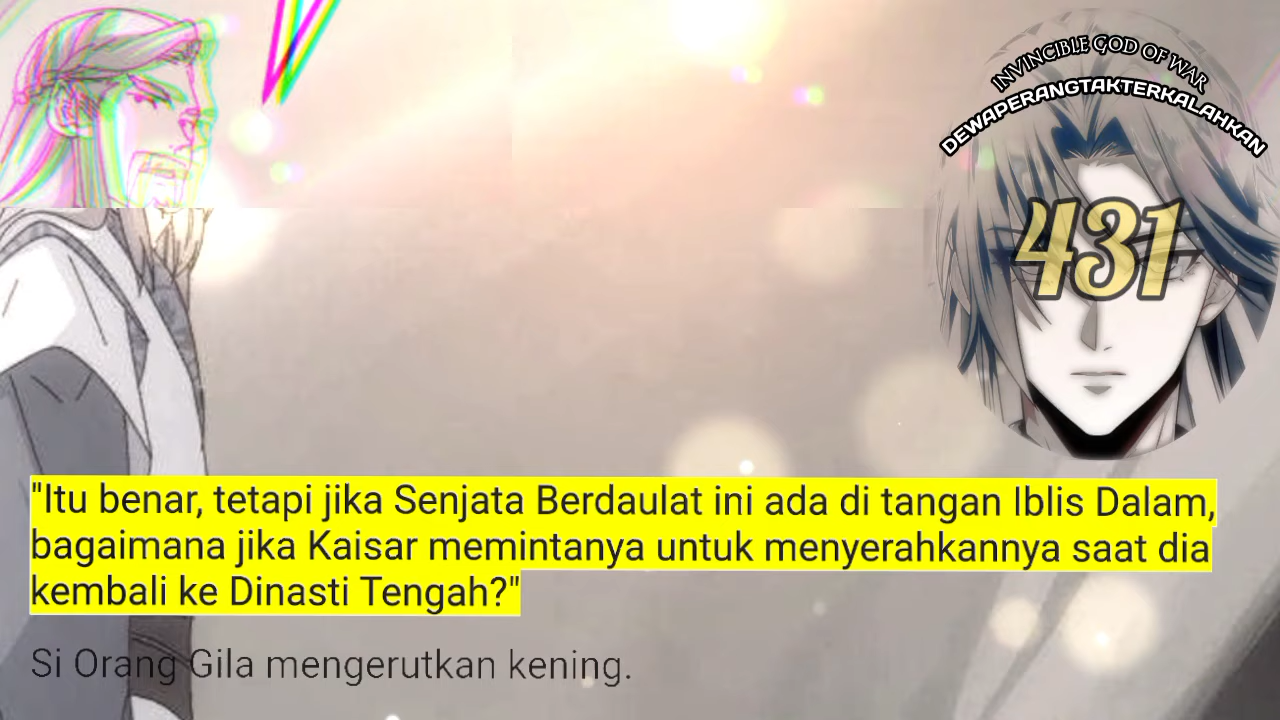 INVINCIBLE GOD OF WAR
DEWAPERANGTAKTERKALAHKAN
431
"Itu benar, tetapi jika Senjata Berdaulat ini ada di tangan Iblis Dalam,
bagaimana jika Kaisar memintanya untuk menyerahkannya saat dia
kembali ke Dinasti Tengah?"
Si Orang Gila mengerutkan kening.